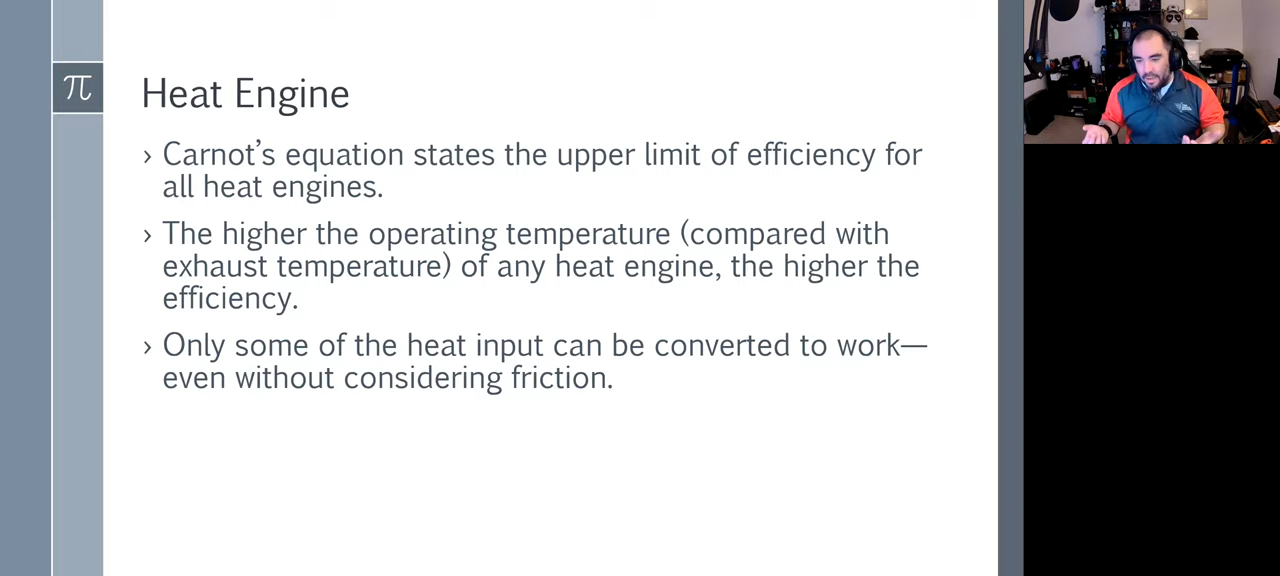 π
Heat Engine
› Carnot’s equation states the upper limit of efficiency for
all heat engines.
› The higher the operating temperature (compared with
exhaust temperature) of any heat engine, the higher the
efficiency.
› Only some of the heat input can be converted to work—
even without considering friction.